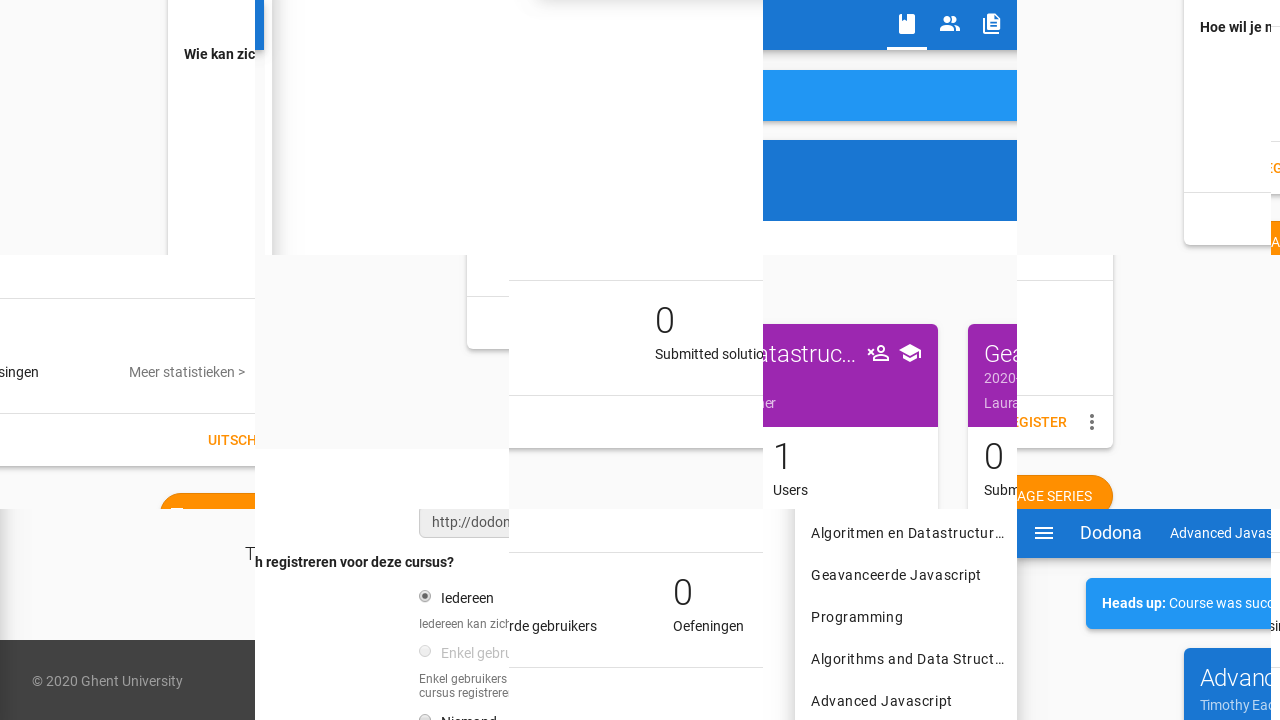 Hoe wil je n
Wie kan zic
0
Submitted solutio
atastruc...
Gea
2020-
ner
Laura
singen
Meer statistieken >
EGISTER
UITSCH
1
Users
0
Subm
AGE SERIES
http://dodon
Algoritmen en Datastructur...
Dodona
Advanced Javas
h registreren voor deze cursus?
Geavanceerde Javascript
Iedereen
0
Heads up: Course was succ
Iedereen kan zich
rde gebruikers
Oefeningen
Programming
Enkel gebru
Algorithms and Data Struct...
© 2020 Ghent University
Enkel gebruikers
cursus registrere
Advanc
Advanced Javascript
Timothy Eac
Niemand